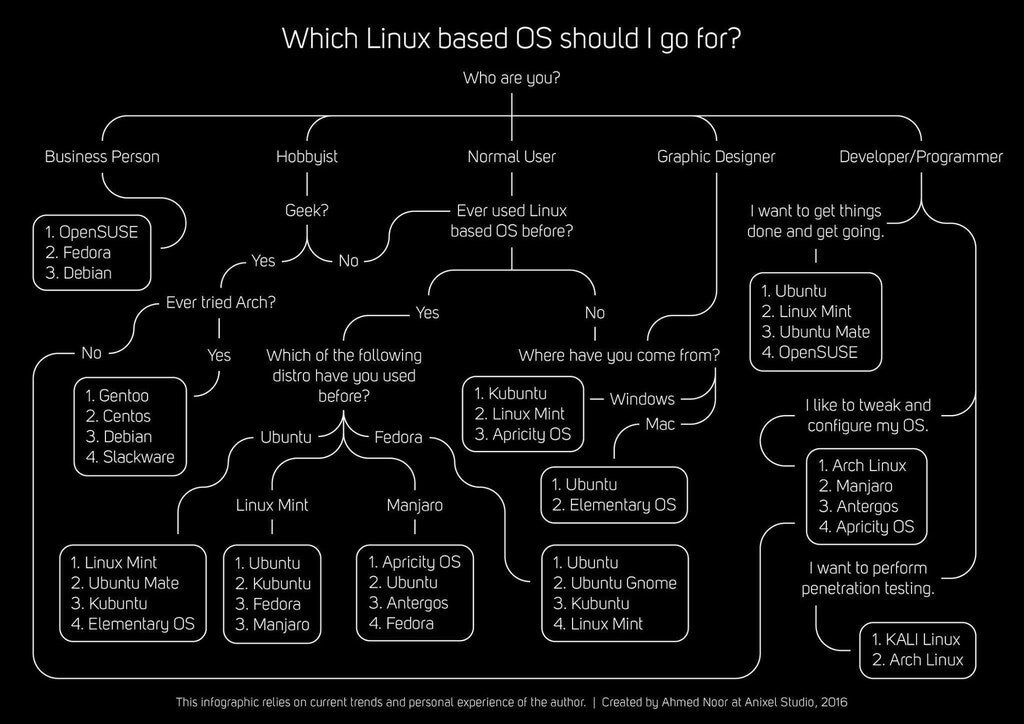 Which Linux based OS should I go for?
Who are you?
Business Person
Hobbyist
Normal User
Graphic Designer
Developer/Programmer
1. OpenSUSE
2. Fedora
3. Debian
Geek?
Yes
No
Ever used Linux
based OS before?
I want to get things
done and get going.
1. Ubuntu
2. Linux Mint
3. Ubuntu Mate
4. OpenSUSE
Ever tried Arch?
No
Yes
1. Gentoo
2. Centos
3. Debian
4. Slackware
Yes
No
Which of the following
distro have you used
before?
Where have you come from?
Windows
Mac
1. Kubuntu
2. Linux Mint
3. Apricity OS
1. Ubuntu
2. Elementary OS
I like to tweak and
configure my OS.
1. Arch Linux
2. Manjaro
3. Antergos
4. Apricity OS
Ubuntu
Fedora
Linux Mint
Manjaro
1. Linux Mint
2. Ubuntu Mate
3. Kubuntu
4. Elementary OS
1. Ubuntu
2. Kubuntu
3. Fedora
3. Manjaro
1. Apricity OS
2. Ubuntu
3. Antergos
4. Fedora
1. Ubuntu
2. Ubuntu Gnome
3. Kubuntu
4. Linux Mint
I want to perform
penetration testing.
1. KALI Linux
2. Arch Linux
This infographic relies on current trends and personal experience of the author. | Created by Ahmed Noor at Anixel Studio, 2016